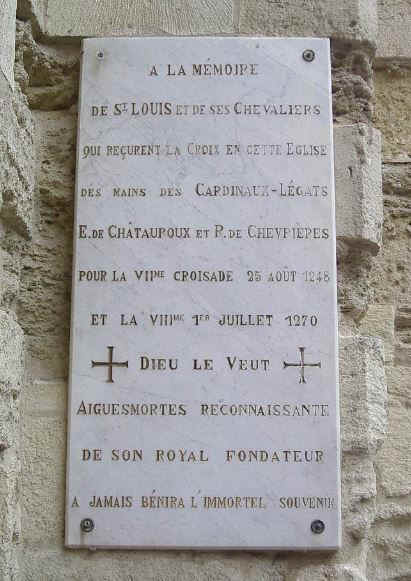 A LA MÉMOIRE
DE St. LOUIS ET DE SES CHEVALIERS
QUI REÇURENT LA CROIX EN CETTE EGLISE
DES MAINS DES CARDINAUX-LÉGATS
E. DE CHÂTAUROUX ET P. DE CHEVRIÈRES
POUR LA VIIME CROISADE 25 AOUT 1248
ET LA VIIIME 1ER JUILLET 1270
DIEU LE VEUT
AIGUESMORTES RECONNAISSANTE
DE SON ROYAL FONDATEUR
A JAMAIS BÉNIRA L'IMMORTEL SOUVENIR